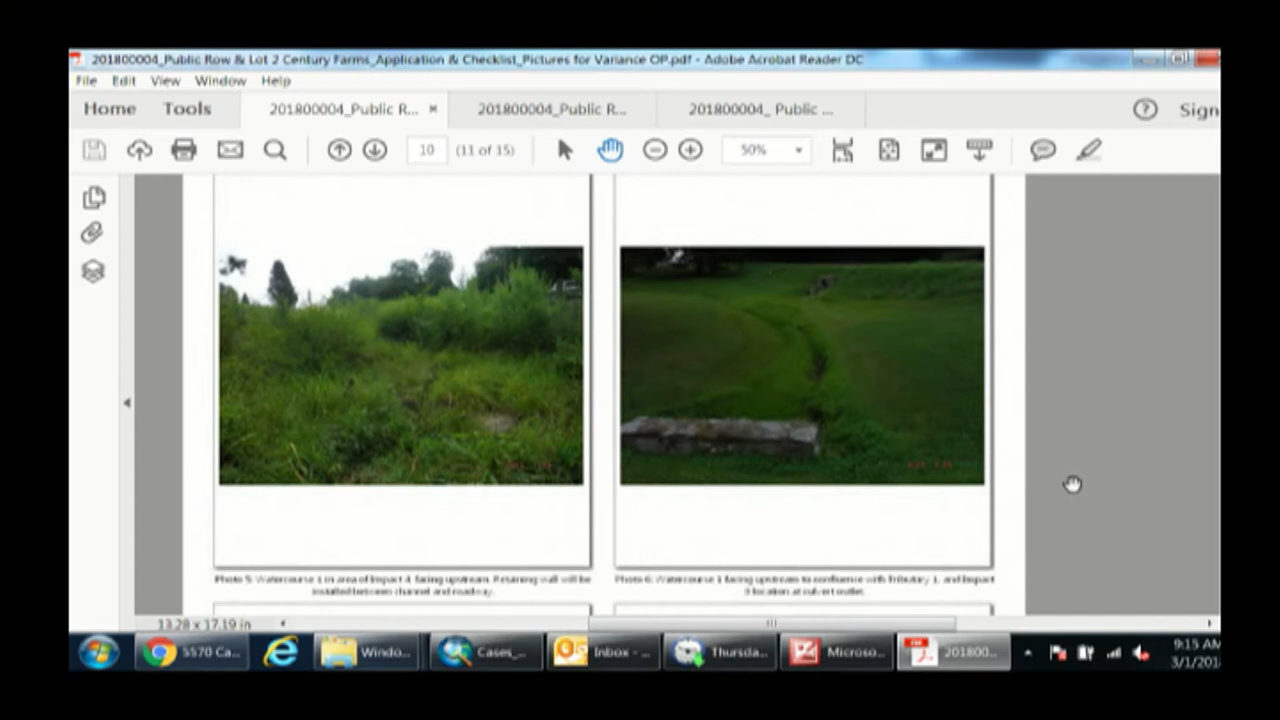 201800004_Public Row & Lot 2 Century Farms_Application & Checklist_Pictures for Variance OP.pdf - Adobe Acrobat Reader DC
File Edit View Window Help
Home Tools 201800004_Public R... × 201800004_Public R... 201800004_ Public ... Sign
10 (11 of 15) 50%
Photo 5: Watercourse 1 in area of Impact 4, facing upstream. Retaining wall will be
installed between channel and roadway.
Photo 6: Watercourse 1 facing upstream to confluence with Tributary 1, and Impact
3 location at culvert outlet.
13.28 x 17.19 in
5570 Ca... Windo... Cases_... Inbox - ... Thursda... Microso... 201800... 9:15 AM
3/1/201